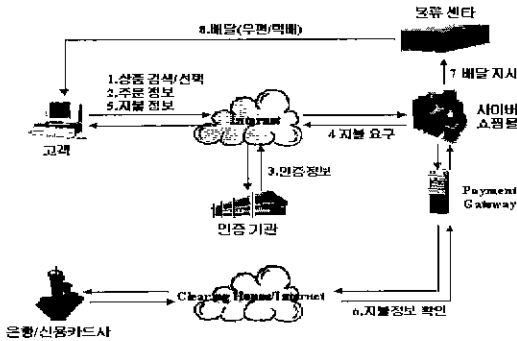 물류 센타
8.배달(우편/택배)
7 배달 지시
1.상품 검색/선택
2.주문 정보
5.지불 정보
Internet
사이버
쇼핑몰
4 지불 요구
고객
3.인증정보
Payment
Gateway
인증 기관
Clearing House/Internet
6.지불정보 확인
은행/신용카드사